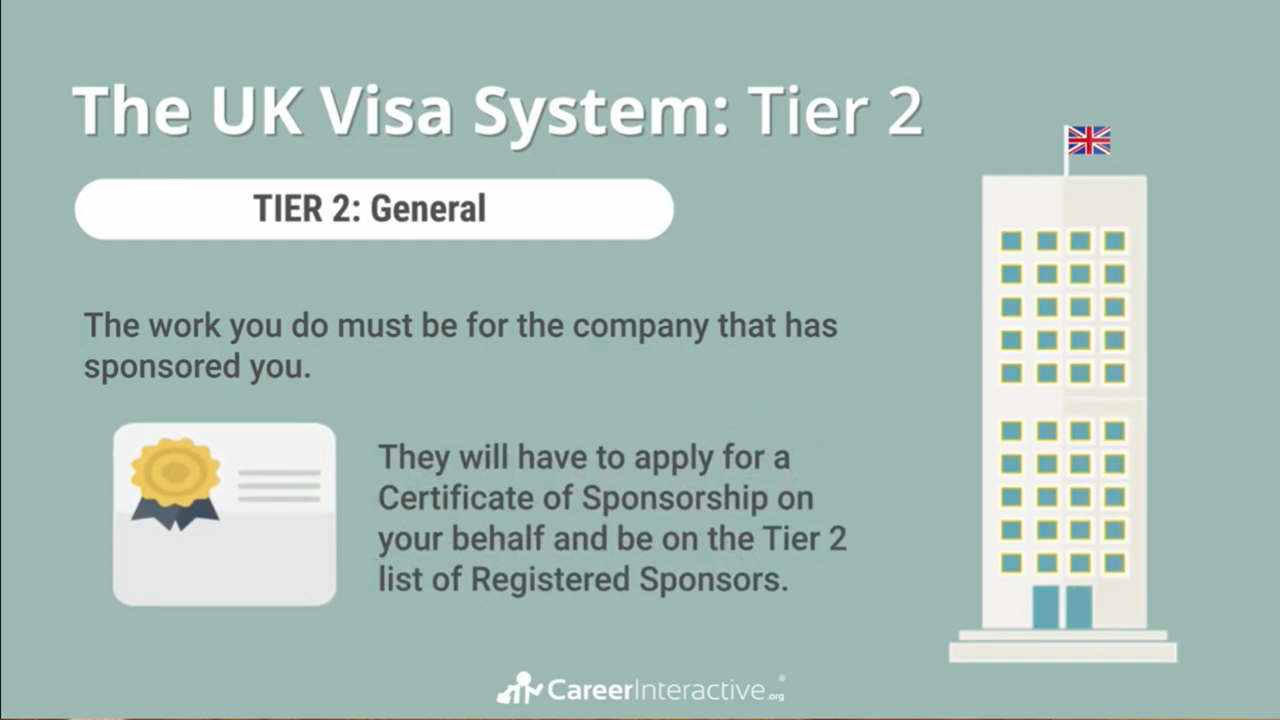 The UK Visa System: Tier 2
TIER 2: General
The work you do must be for the company that has
sponsored you.
They will have to apply for a
Certificate of Sponsorship on
your behalf and be on the Tier 2
list of Registered Sponsors.
CareerInteractive.org®